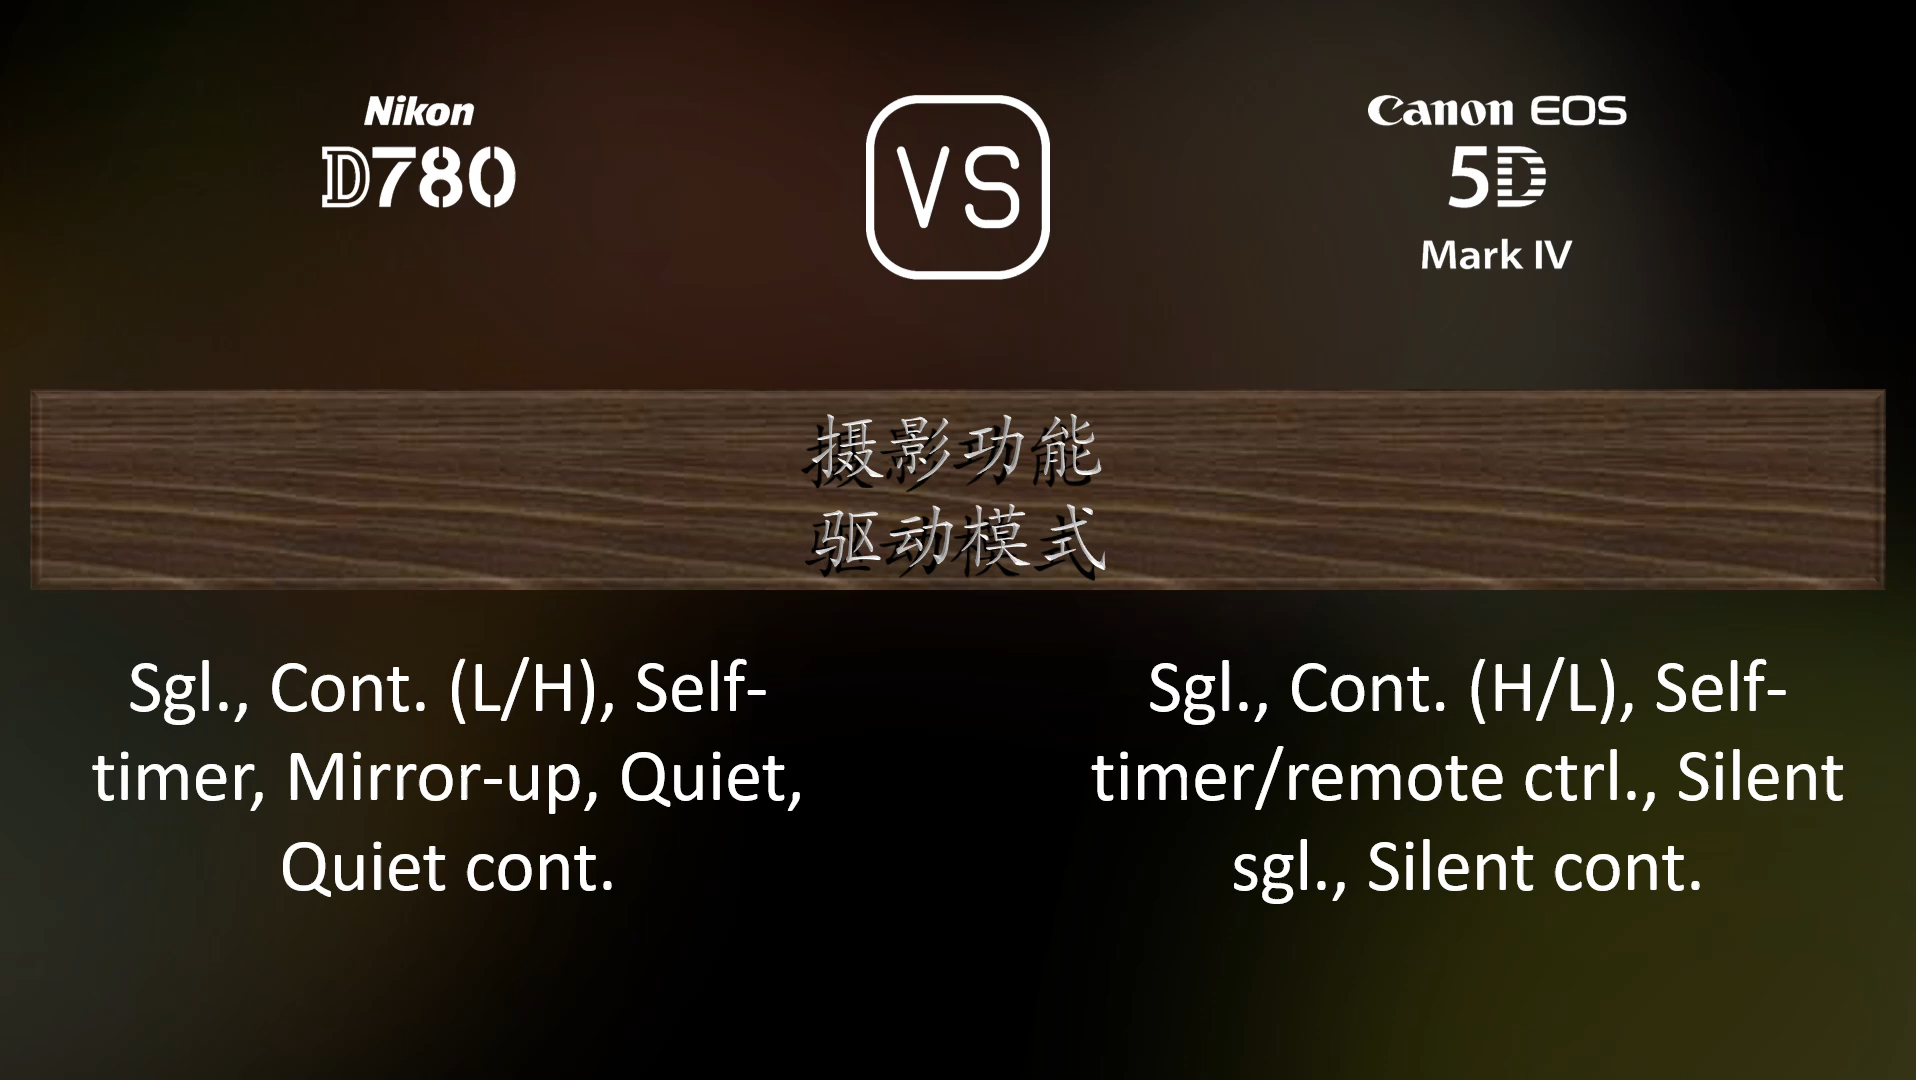 Nikon
D780
VS
Canon EOS
5D
Mark IV
摄影功能
驱动模式
Sgl., Cont. (L/H), Self-
timer, Mirror-up, Quiet,
Quiet cont.
Sgl., Cont. (H/L), Self-
timer/remote ctrl., Silent
sgl., Silent cont.